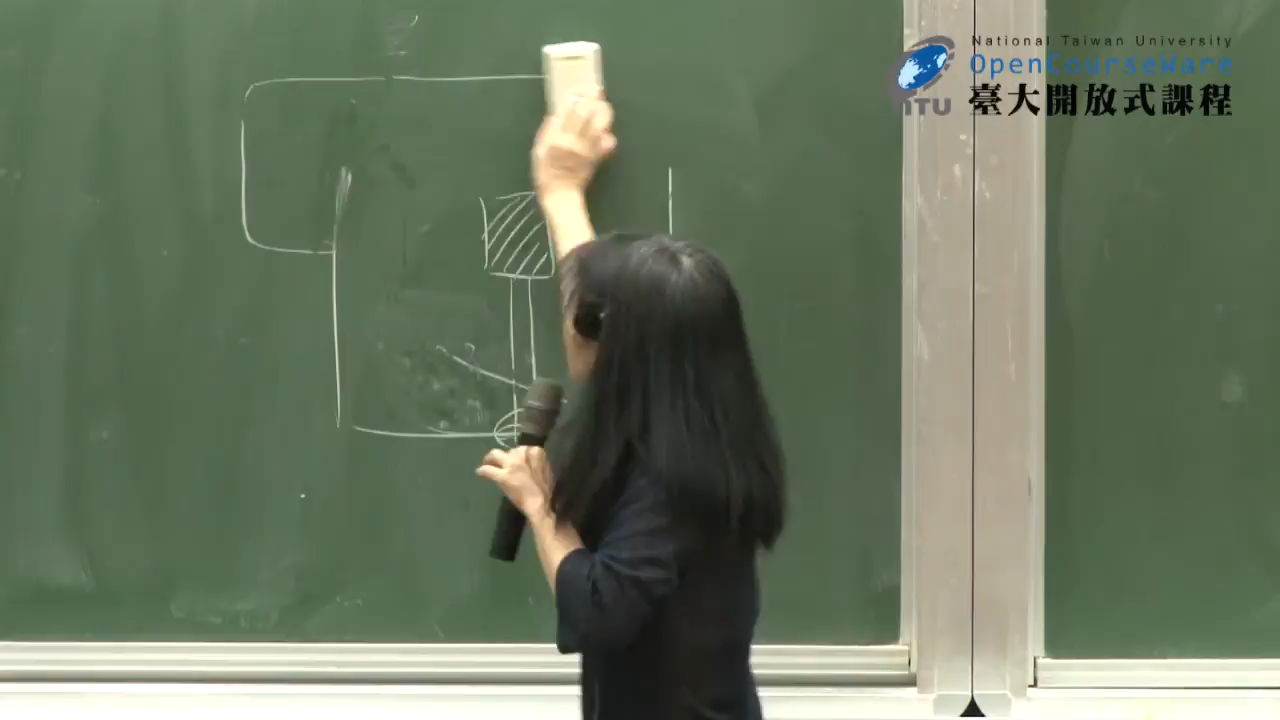 National Taiwan University
OpenCourseWare
NTU
臺大開放式課程